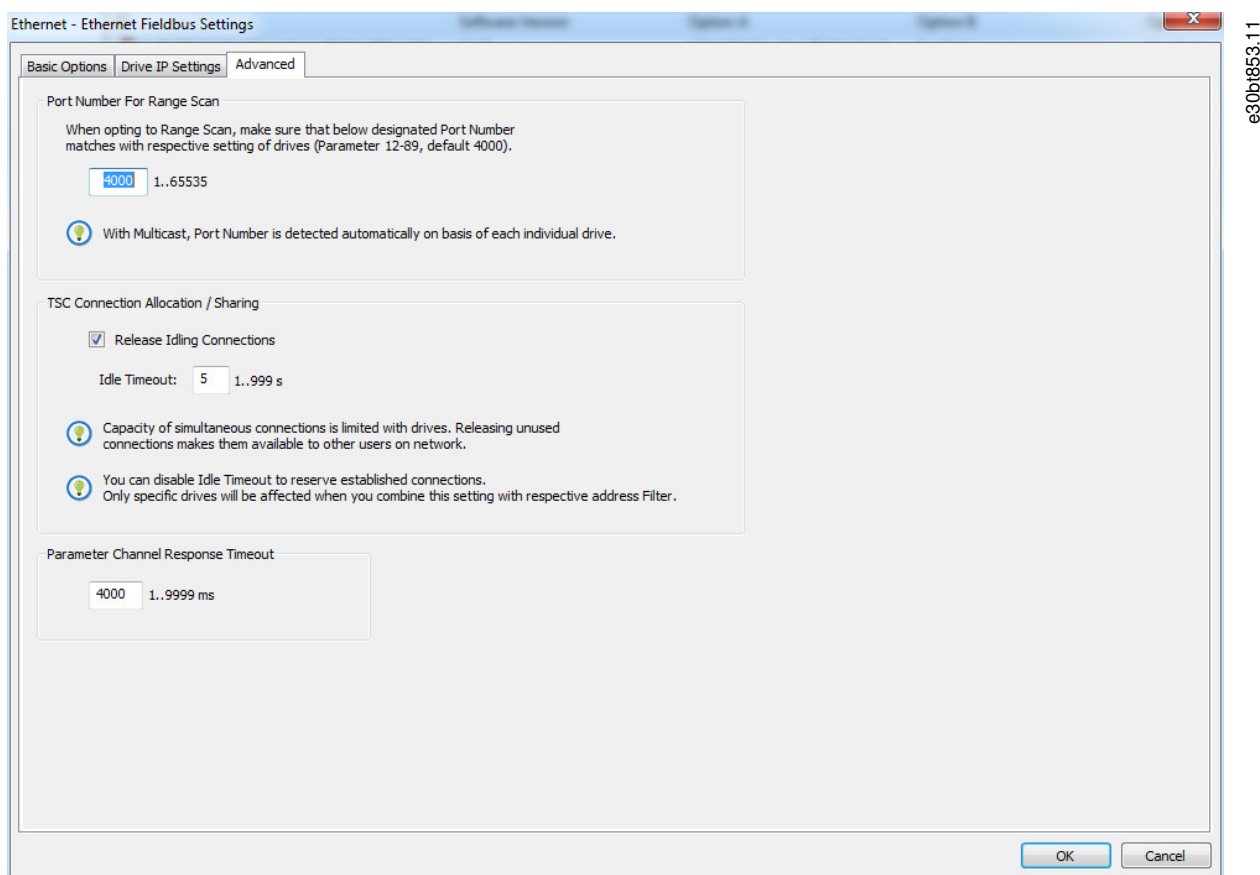 Ethernet - Ethernet Fieldbus Settings
Software Version
Option A
Option B
x
e30bt853.11
Basic Options
Drive IP Settings
Advanced
Port Number For Range Scan
When opting to Range Scan, make sure that below designated Port Number
matches with respective setting of drives (Parameter 12-89, default 4000).
4000 1..65535
With Multicast, Port Number is detected automatically on basis of each individual drive.
TSC Connection Allocation / Sharing
Release Idling Connections
Idle Timeout: 5 1..999 s
Capacity of simultaneous connections is limited with drives. Releasing unused
connections makes them available to other users on network.
You can disable Idle Timeout to reserve established connections.
Only specific drives will be affected when you combine this setting with respective address Filter.
Parameter Channel Response Timeout
4000 1..9999 ms
OK
Cancel